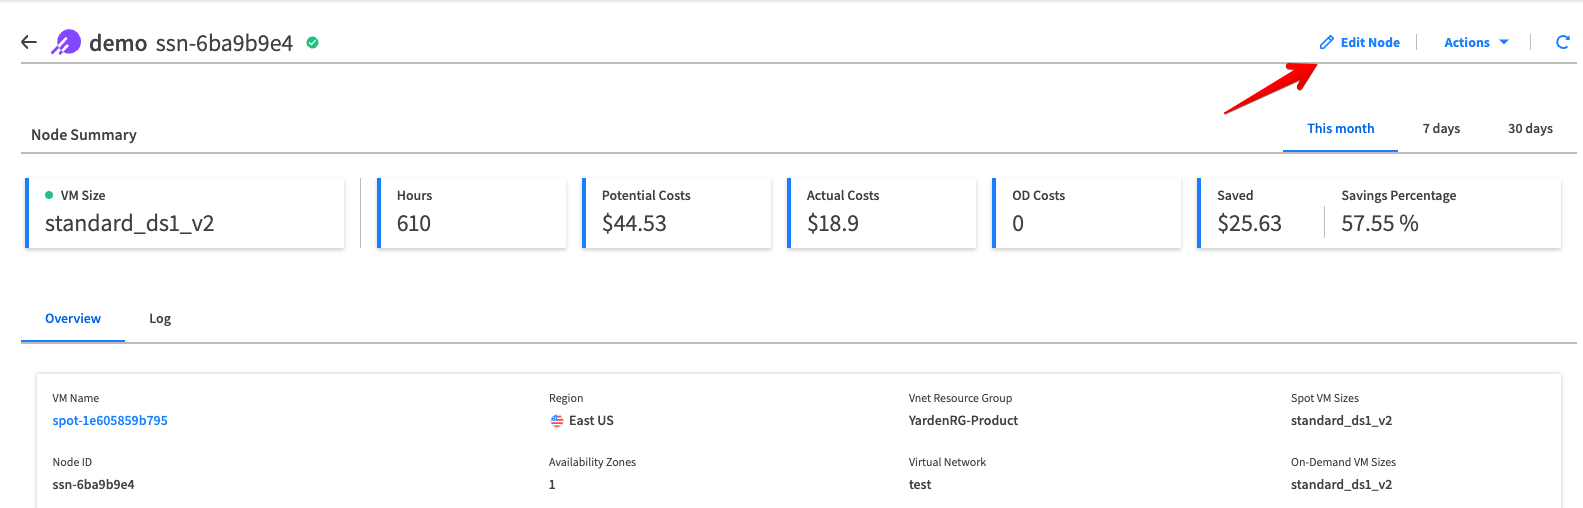 demo ssn-6ba9b9e4
Edit Node
Actions
Node Summary
This month
7 days
30 days
VM Size
standard_ds1_v2
Hours
610
Potential Costs
$44.53
Actual Costs
$18.9
OD Costs
0
Saved
$25.63
Savings Percentage
57.55 %
Overview
Log
VM Name
spot-1e605859b795
Region
East US
Vnet Resource Group
YardenRG-Product
Spot VM Sizes
standard_ds1_v2
Node ID
ssn-6ba9b9e4
Availability Zones
1
Virtual Network
test
On-Demand VM Sizes
standard_ds1_v2